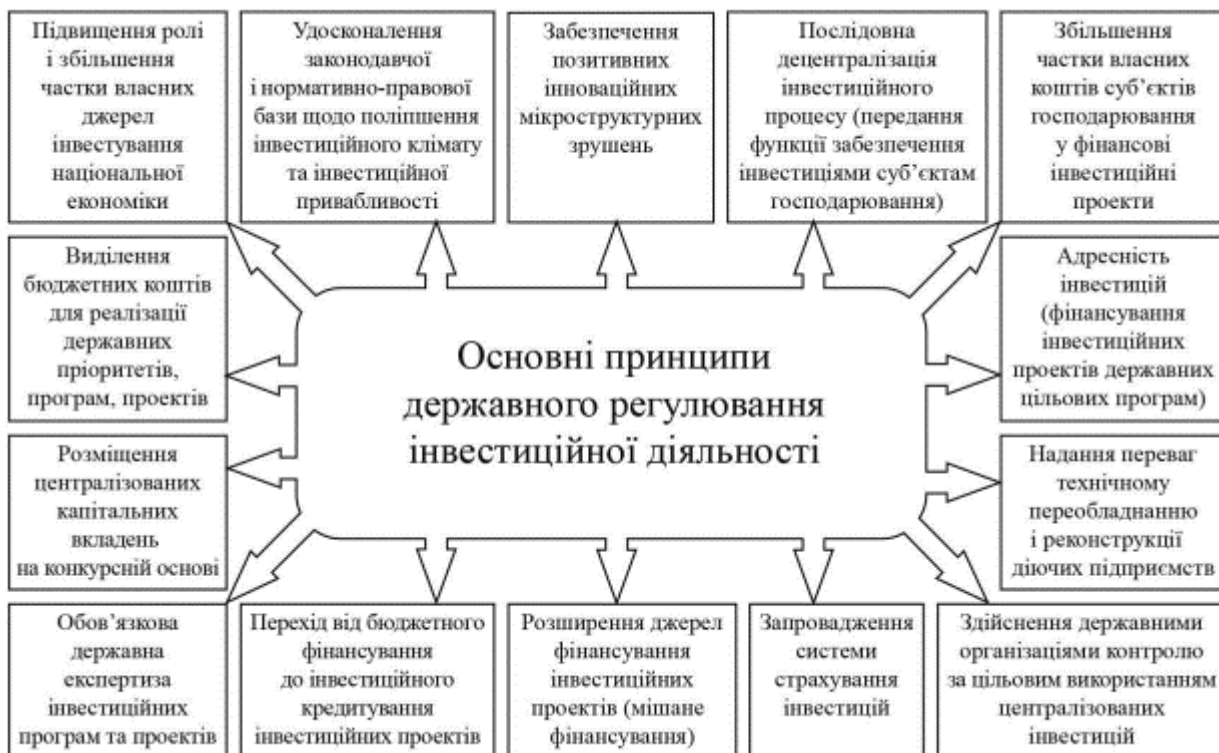 Підвищення ролі
і збільшення
частки власних
джерел
інвестування
національної
економіки
Удосконалення
законодавчої
і нормативно-правової
бази щодо поліпшення
інвестиційного клімату
та інвестиційної
привабливості
Забезпечення
позитивних
інноваційних
мікроструктурних
зрушень
Послідовна
децентралізація
інвестиційного
процесу (передання
функції забезпечення
інвестиціями суб’єктам
господарювання)
Збільшення
частки власних
коштів суб’єктів
господарювання
у фінансові
інвестиційні
проекти
Виділення
бюджетних коштів
для реалізації
державних
пріоритетів,
програм, проектів
Основні принципи
державного регулювання
інвестиційної діяльності
Адресність
інвестицій
(фінансування
інвестиційних
проектів державних
цільових програм)
Розміщення
централізованих
капітальних
вкладень
на конкурсній основі
Надання переваг
технічному
переобладнанню
і реконструкції
діючих підприємств
Обов’язкова
державна
експертиза
інвестиційних
програм та проектів
Перехід від бюджетного
фінансування
до інвестиційного
кредитування
інвестиційних проектів
Розширення джерел
фінансування
інвестиційних
проектів (мішане
фінансування)
Запровадження
системи
страхування
інвестицій
Здійснення державними
організаціями контролю
за цільовим використанням
централізованих
інвестицій